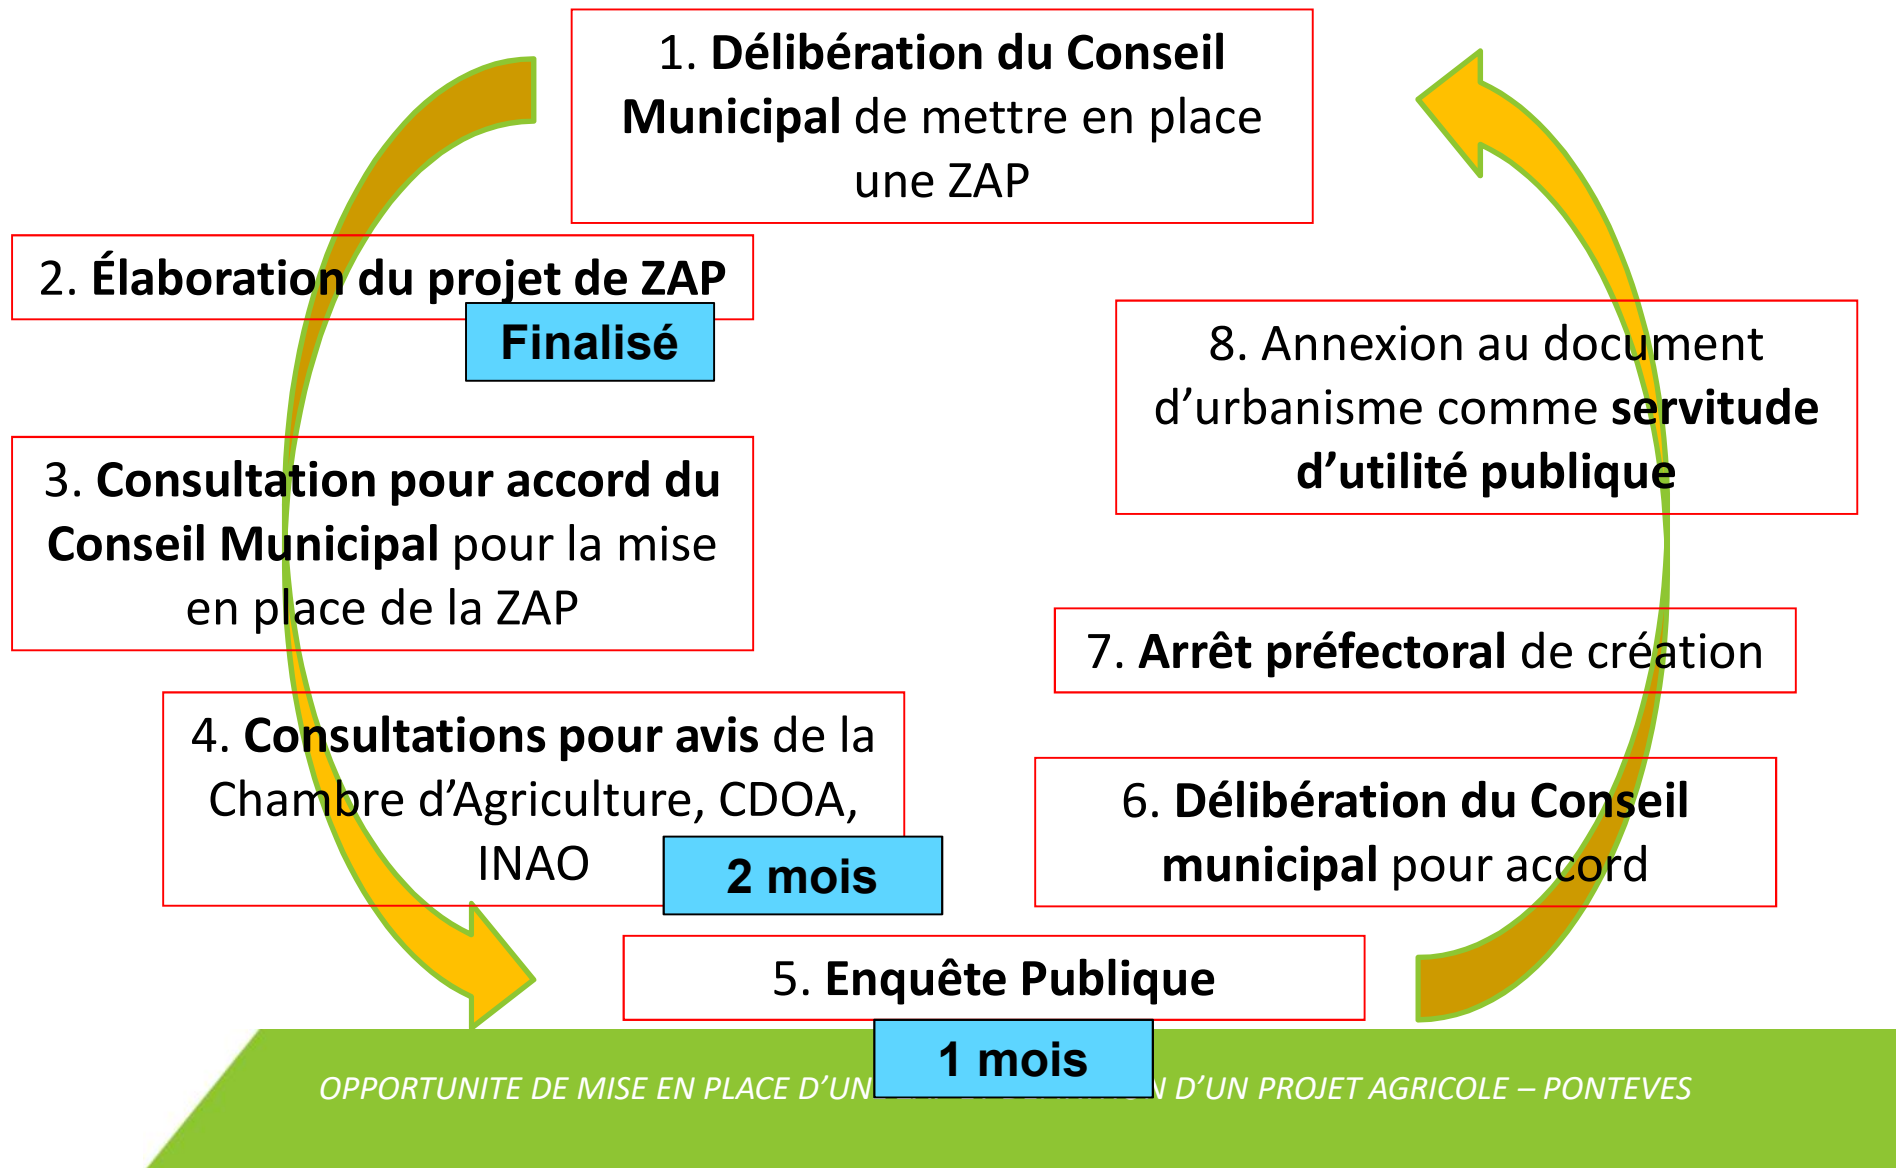 1. Délibération du Conseil
Municipal de mettre en place
une ZAP
2. Élaboration du projet de ZAP
Finalisé
3. Consultation pour accord du
Conseil Municipal pour la mise
en place de la ZAP
4. Consultations pour avis de la
Chambre d’Agriculture, CDOA,
INAO
2 mois
5. Enquête Publique
1 mois
6. Délibération du Conseil
municipal pour accord
7. Arrêt préfectoral de création
8. Annexion au document
d’urbanisme comme servitude
d’utilité publique
OPPORTUNITE DE MISE EN PLACE D’UN D’UN PROJET AGRICOLE – PONTEVES